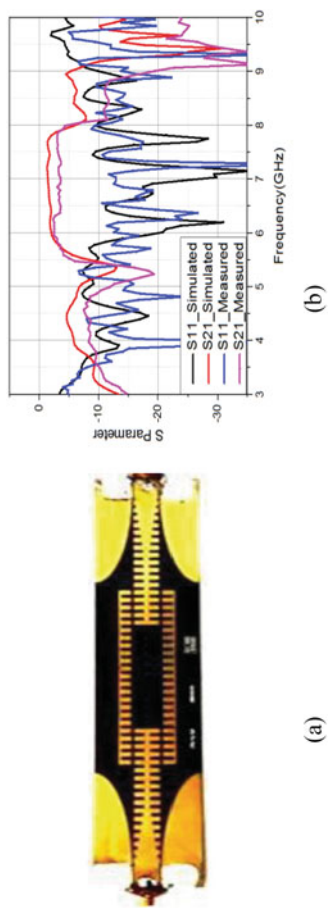 (a)
S Parameter
0
-10
-20
-30
S11_Simulated
S21_Simulated
S11_Measured
S21_Measured
3
4
5
6
7
8
9
10
Frequency(GHz)
(b)